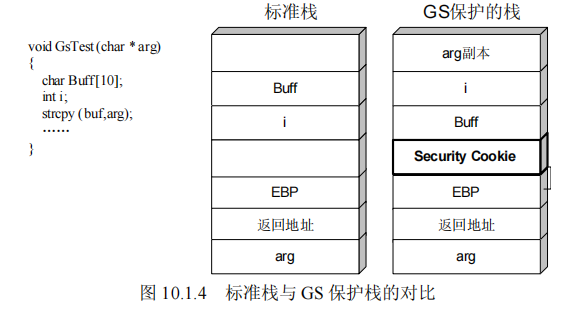 标准栈
GS保护的栈
void GsTest(char * arg)
{
char Buff[10];
int i;
strcpy (buf,arg);
……
}
Buff
i
EBP
返回地址
arg
arg副本
i
Buff
Security Cookie
EBP
返回地址
arg
图 10.1.4 标准栈与 GS 保护栈的对比